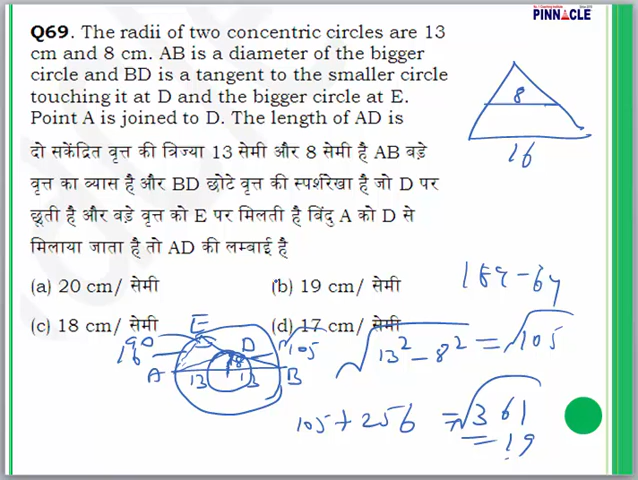 PINNACLE
Q69. The radii of two concentric circles are 13
cm and 8 cm. AB is a diameter of the bigger
circle and BD is a tangent to the smaller circle
touching it at D and the bigger circle at E.
Point A is joined to D. The length of AD is
8
16
दो सकेंद्रित वृत्त की त्रिज्या 13 सेमी और 8 सेमी है AB बड़े
वृत्त का व्यास है और BD छोटे वृत्त की स्पर्शरेखा है जो D पर
छूती है और बड़े वृत्त को E पर मिलती है बिंदु A को D से
मिलाया जाता है तो AD की लम्बाई है
(a) 20 cm/ सेमी (b) 19 cm/ सेमी
169-64
(c) 18 cm/ सेमी (d) 17 cm/ सेमी
E D √105
16 8
A 13 13 B
√13²-8² = √105
105+256 = √361
= 19